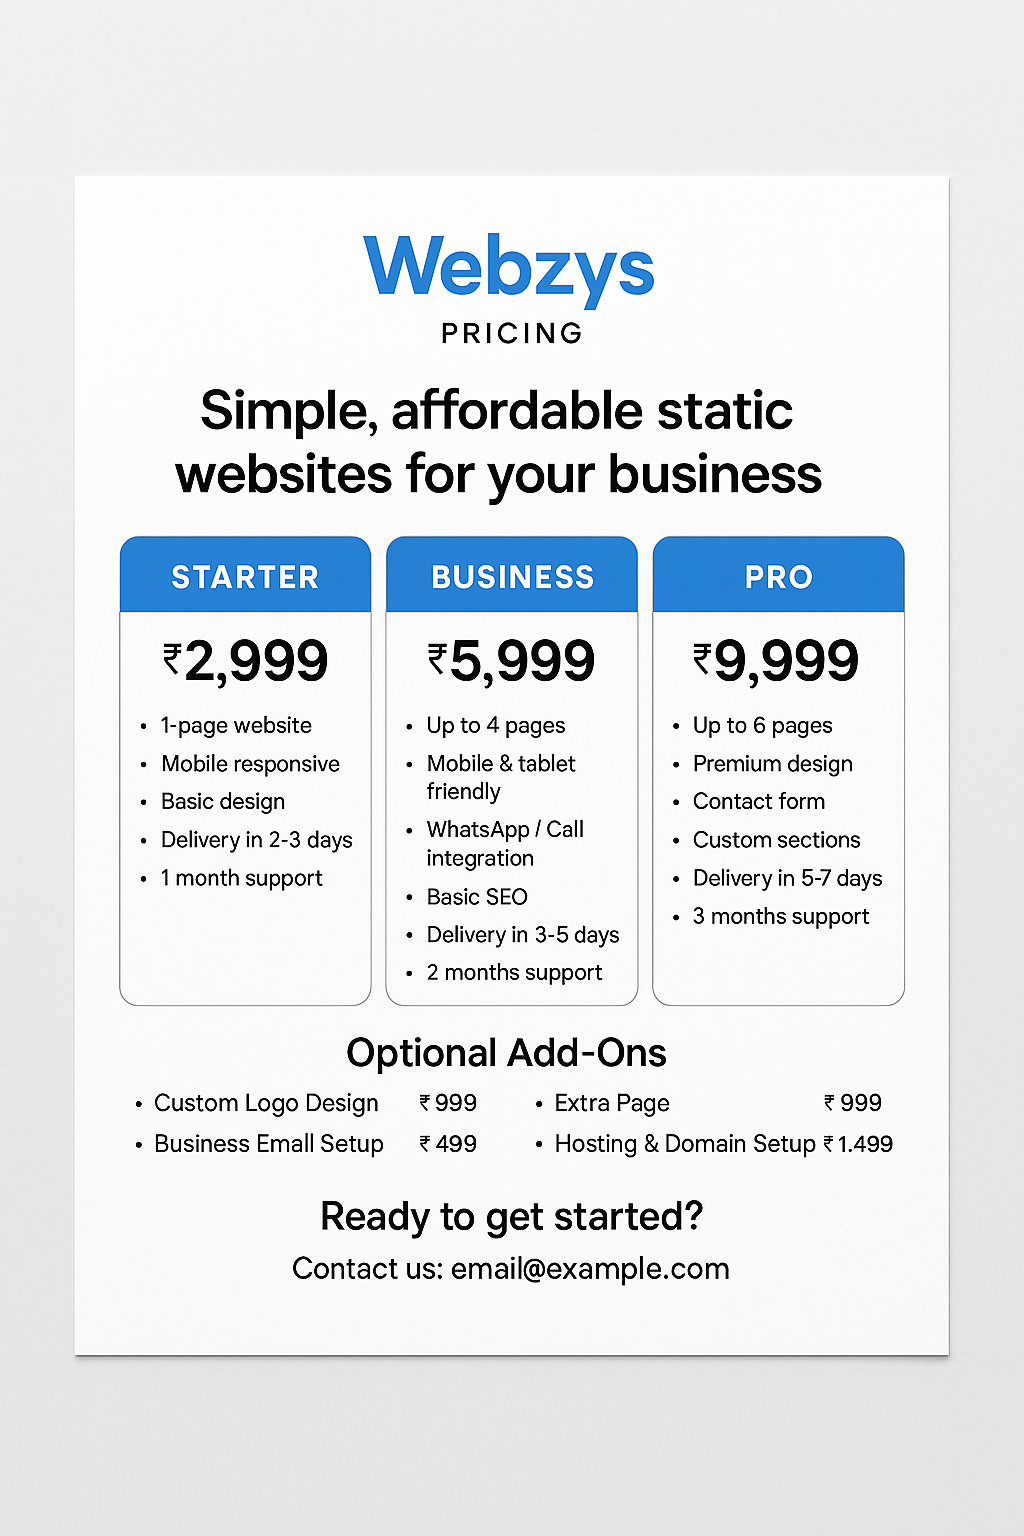 Webzys
PRICING
Simple, affordable static
websites for your business
STARTER
₹2,999
• 1-page website
• Mobile responsive
• Basic design
• Delivery in 2-3 days
• 1 month support
BUSINESS
₹5,999
• Up to 4 pages
• Mobile & tablet
friendly
• WhatsApp / Call
integration
• Basic SEO
• Delivery in 3-5 days
• 2 months support
PRO
₹9,999
• Up to 6 pages
• Premium design
• Contact form
• Custom sections
• Delivery in 5-7 days
• 3 months support
Optional Add-Ons
• Custom Logo Design ₹ 999
• Business Emall Setup ₹ 499
• Extra Page ₹ 999
• Hosting & Domain Setup ₹ 1.499
Ready to get started?
Contact us: email@example.com